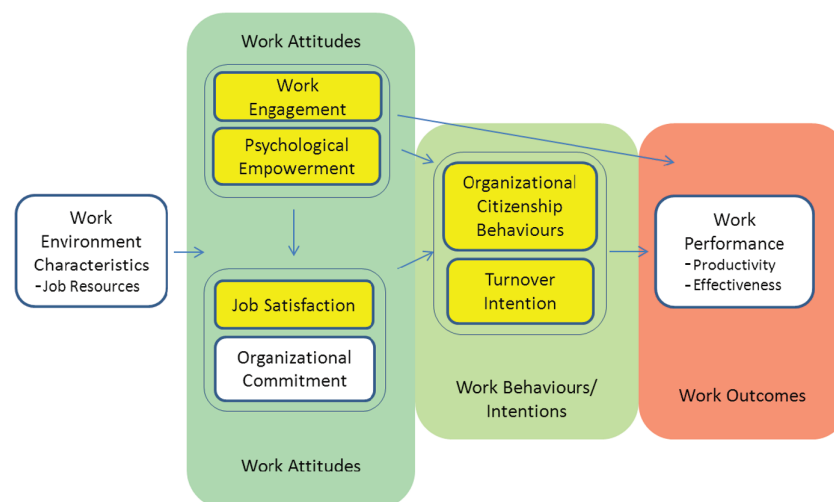 Work Attitudes
Work
Engagement
Psychological
Empowerment
Work
Environment
Characteristics
-Job Resources
Job Satisfaction
Organizational
Commitment
Work Attitudes
Organizational
Citizenship
Behaviours
Turnover
Intention
Work Behaviours/
Intentions
Work
Performance
-Productivity
-Effectiveness
Work Outcomes